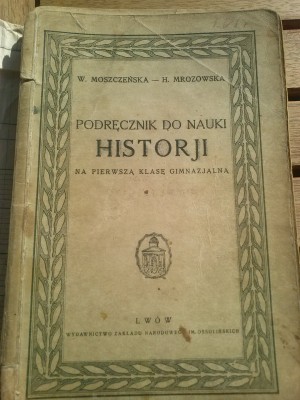 W. MOSZCZEŃSKA — H. MROZOWSKA
PODRĘCZNIK DO NAUKI
HISTORJI
NA PIERWSZĄ KLASĘ GIMNAZJALNĄ
LWÓW
WYDAWNICTWO ZAKŁADU NARODOWEGO IM. OSSOLIŃSKICH